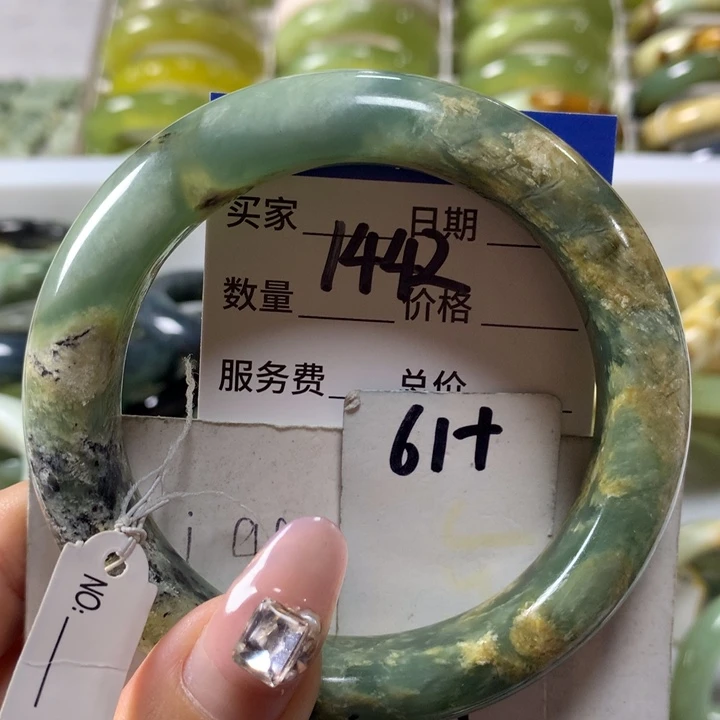 买家 日期
1442
数量 价格
服务费 总价
61+
NO: